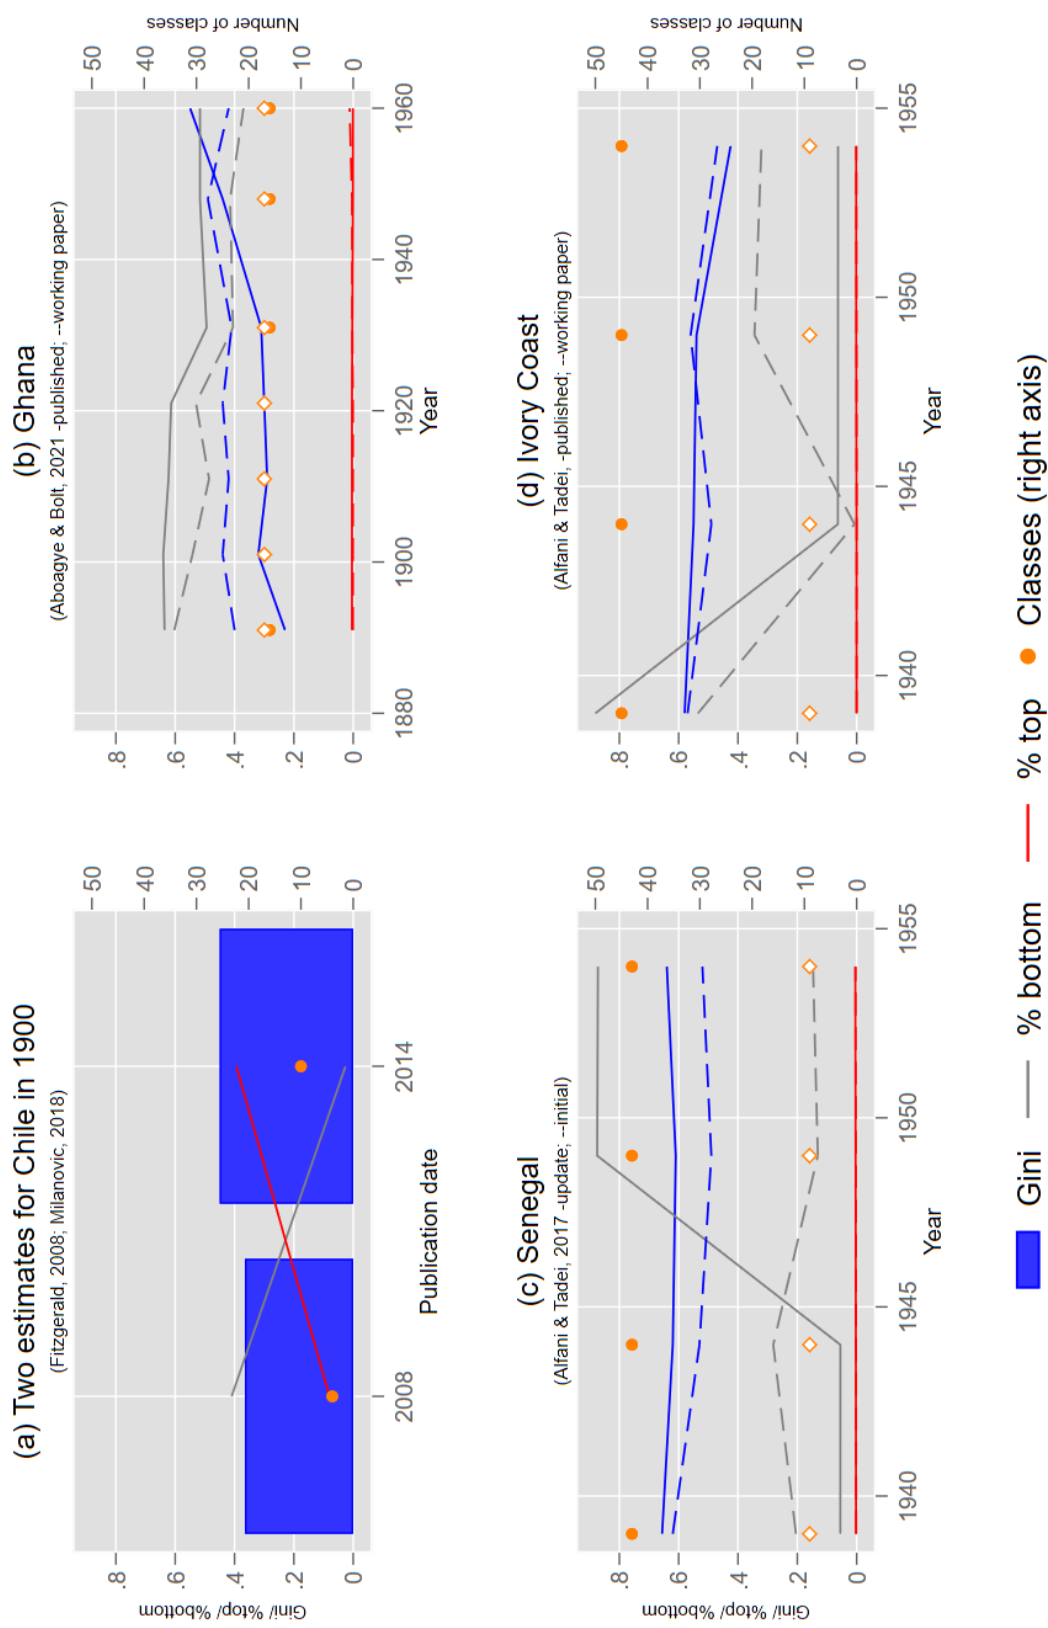 (a) Two estimates for Chile in 1900
(Fitzgerald, 2008; Milanovic, 2018)
Gini/ %top/ %bottom
.8
.6
.4
.2
0
50
40
30
20
10
0
2008
2014
Publication date
(b) Ghana
(Aboagye & Bolt, 2021 -published; --working paper)
.8
.6
.4
.2
0
50
40
30
20
10
0
Number of classes
1880
1900
1920
1940
1960
Year
(c) Senegal
(Alfani & Tadei, 2017 -update; --initial)
Gini/ %top/ %bottom
.8
.6
.4
.2
0
50
40
30
20
10
0
1940
1945
1950
1955
Year
(d) Ivory Coast
(Alfani & Tadei, -published; --working paper)
.8
.6
.4
.2
0
50
40
30
20
10
0
Number of classes
1940
1945
1950
1955
Year
Gini
% bottom
% top
Classes (right axis)